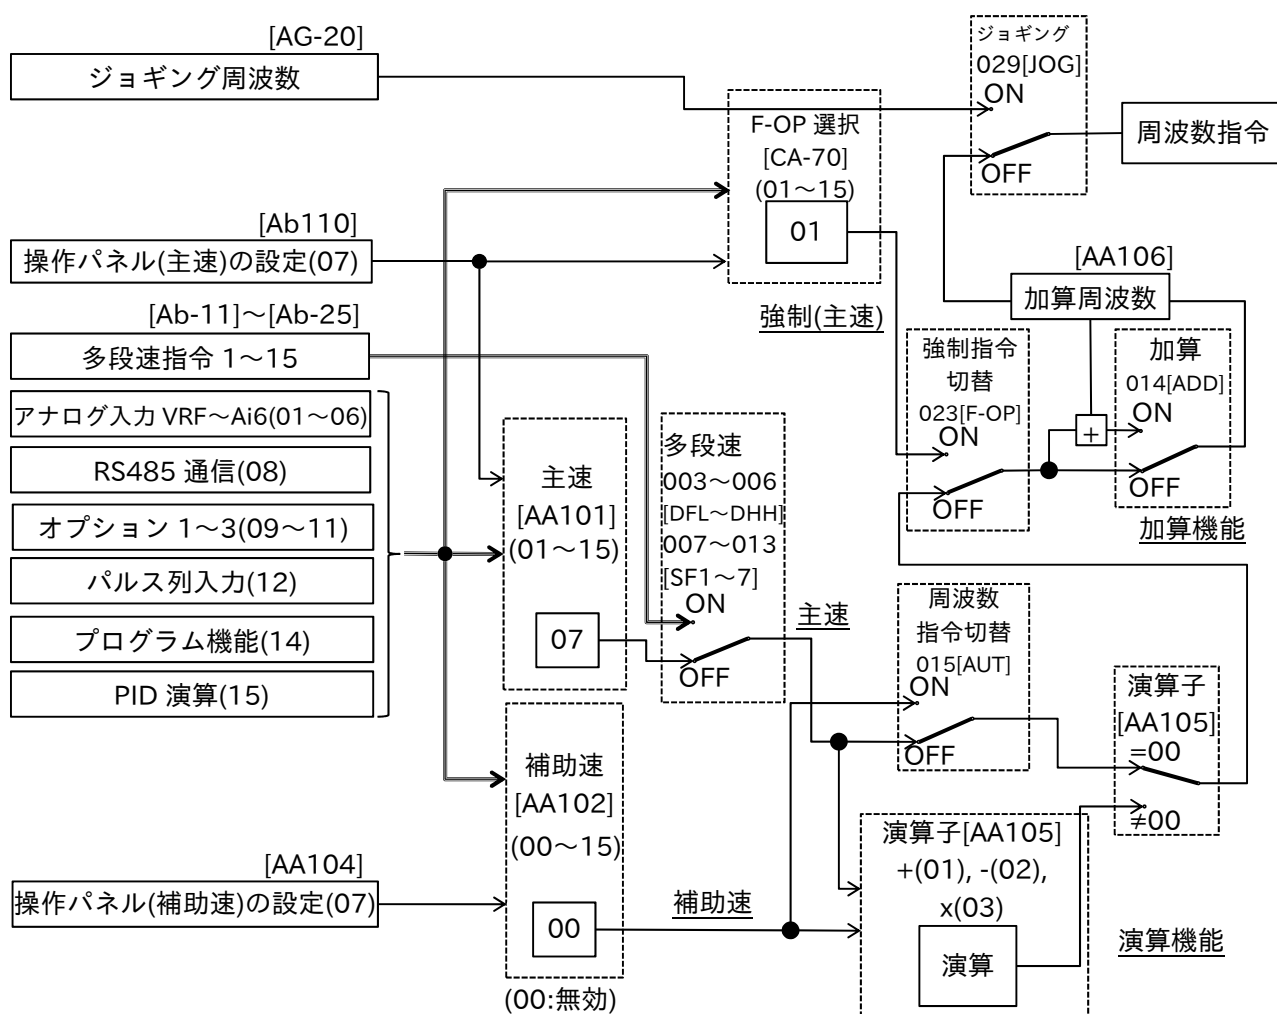 [AG-20]
ジョギング周波数
ジョギング
029[JOG]
ON
OFF
周波数指令
F-OP 選択
[CA-70]
(01～15)
01
強制(主速)
[Ab110]
操作パネル(主速)の設定(07)
[Ab-11]～[Ab-25]
多段速指令 1～15
アナログ入力 VRF～Ai6(01～06)
RS485 通信(08)
オプション 1～3(09～11)
パルス列入力(12)
プログラム機能(14)
PID 演算(15)
[AA106]
加算周波数
強制指令
切替
023[F-OP]
ON
OFF
+
加算
014[ADD]
ON
OFF
加算機能
主速
[AA101]
(01～15)
07
多段速
003～006
[DFL～DHH]
007～013
[SF1～7]
ON
OFF
主速
周波数
指令切替
015[AUT]
ON
OFF
演算子
[AA105]
=00
≠00
補助速
[AA102]
(00～15)
00
(00:無効)
[AA104]
操作パネル(補助速)の設定(07)
補助速
演算子[AA105]
+(01), -(02),
x(03)
演算
演算機能